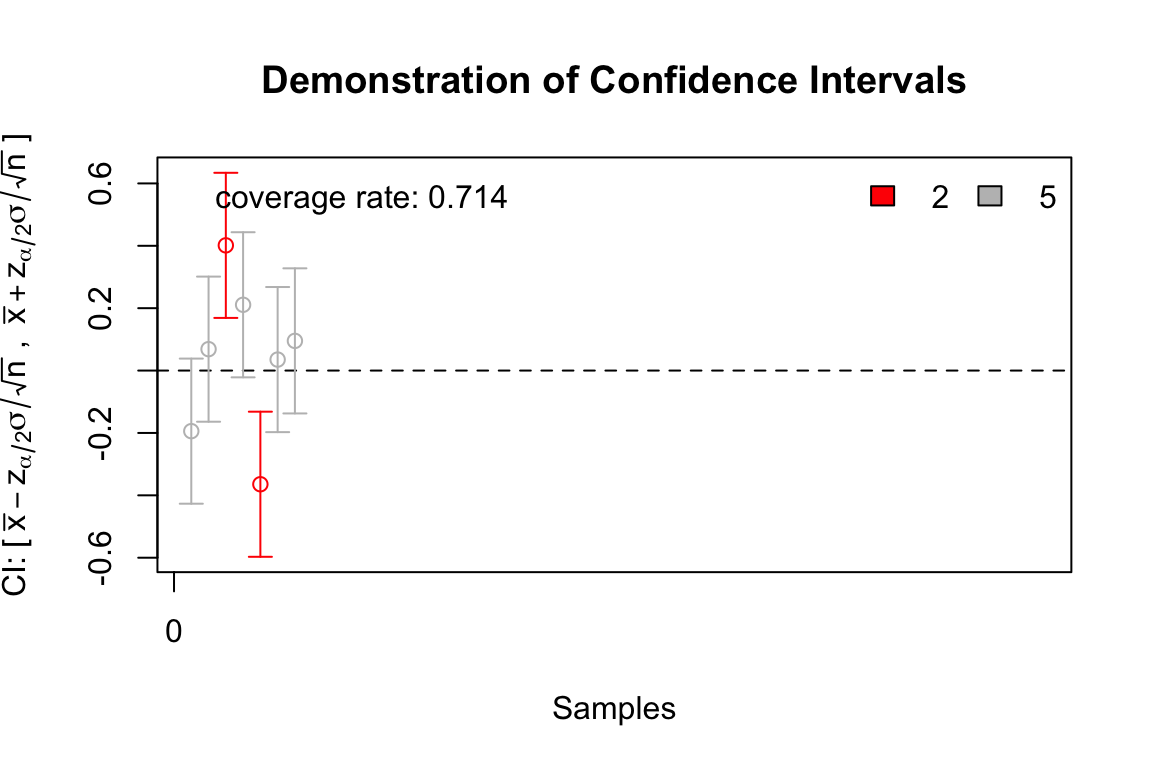 Demonstration of Confidence Intervals
CI: [ x̅ − zα/2σ/√n , x̅ + zα/2σ/√n ]
0.6
0.2
-0.2
-0.6
coverage rate: 0.714
2 5
0
Samples